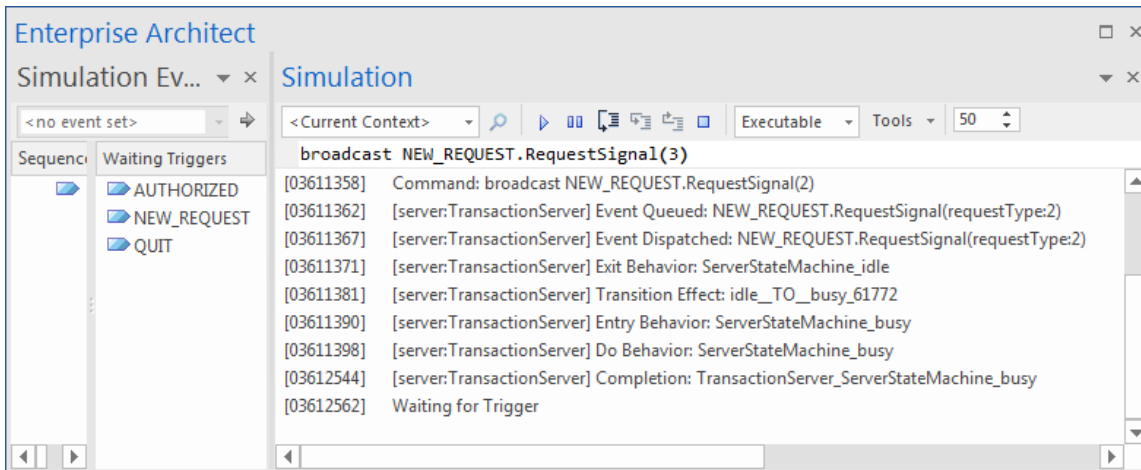 Enterprise Architect
Simulation Ev...
Simulation
<no event set>
<Current Context>
Executable
Tools
50
Sequenc
Waiting Triggers
AUTHORIZED
NEW_REQUEST
QUIT
broadcast NEW_REQUEST.RequestSignal(3)
[03611358] Command: broadcast NEW_REQUEST.RequestSignal(2)
[03611362] [server:TransactionServer] Event Queued: NEW_REQUEST.RequestSignal(requestType:2)
[03611367] [server:TransactionServer] Event Dispatched: NEW_REQUEST.RequestSignal(requestType:2)
[03611371] [server:TransactionServer] Exit Behavior: ServerStateMachine_idle
[03611381] [server:TransactionServer] Transition Effect: idle__TO__busy_61772
[03611390] [server:TransactionServer] Entry Behavior: ServerStateMachine_busy
[03611398] [server:TransactionServer] Do Behavior: ServerStateMachine_busy
[03612544] [server:TransactionServer] Completion: TransactionServer_ServerStateMachine_busy
[03612562] Waiting for Trigger